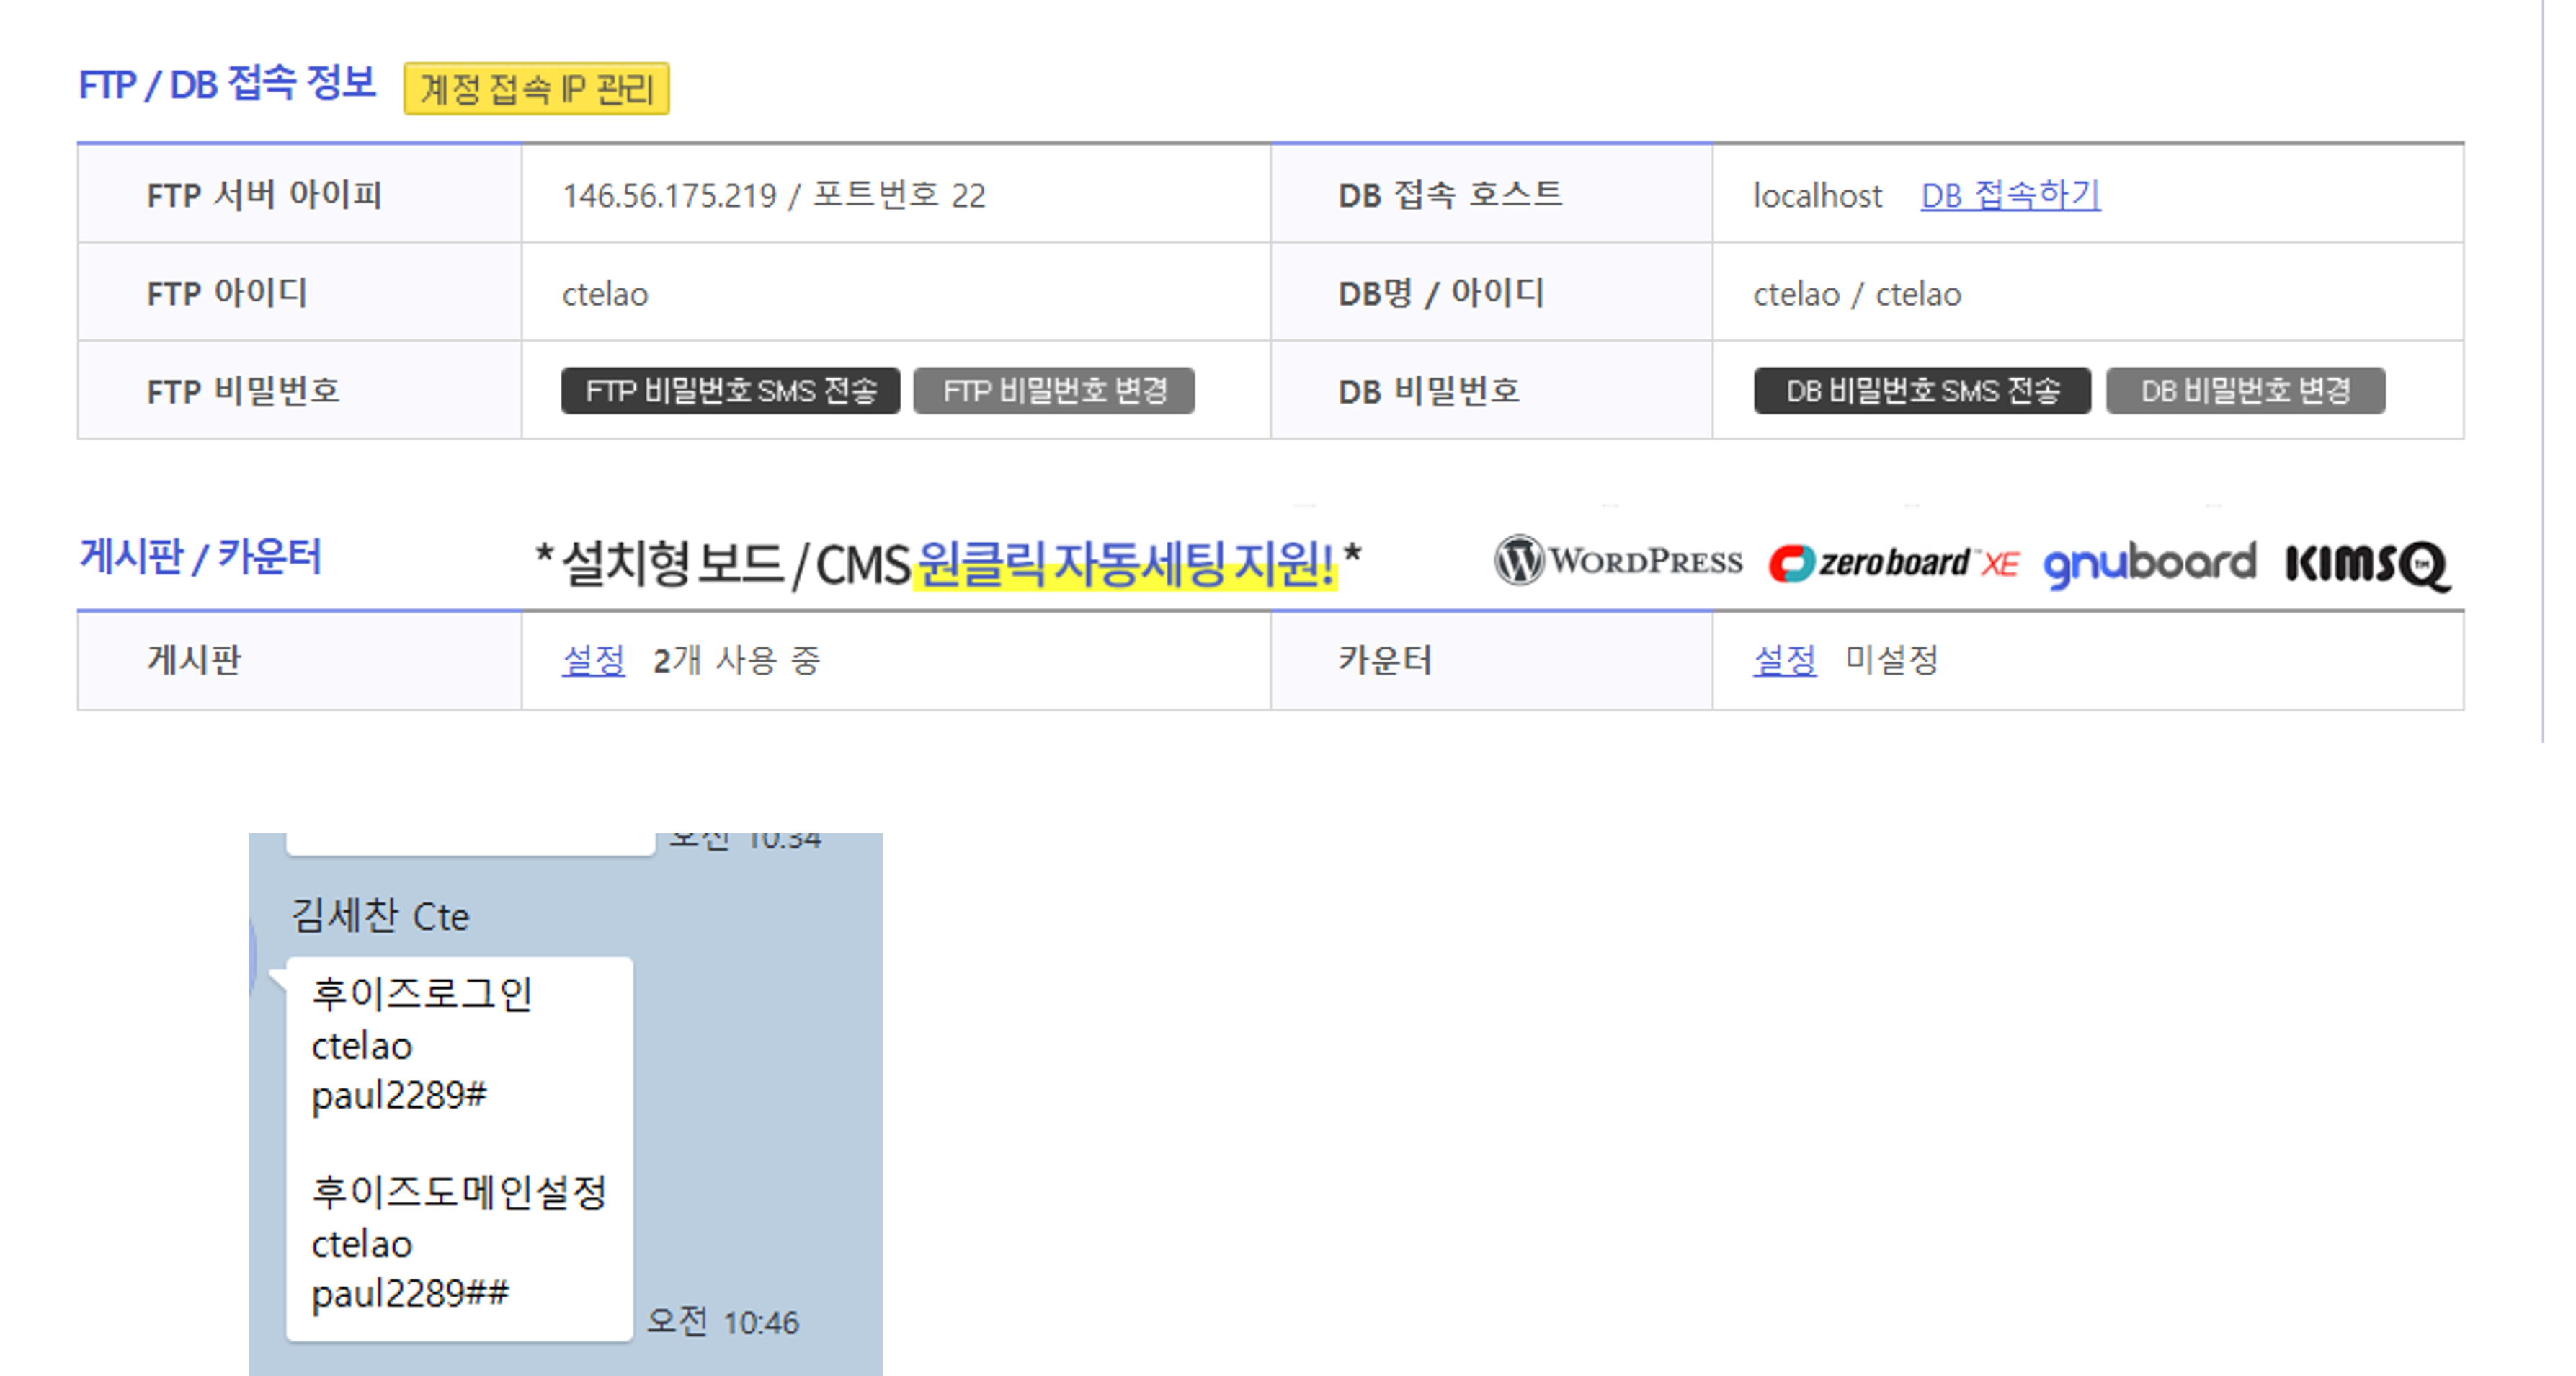 FTP / DB 접속 정보 계정 접속 IP 관리
FTP 서버 아이피 146.56.175.219 / 포트번호 22 DB 접속 호스트 localhost DB 접속하기
FTP 아이디 ctelao DB명 / 아이디 ctelao / ctelao
FTP 비밀번호 FTP 비밀번호 SMS 전송 FTP 비밀번호 변경 DB 비밀번호 DB 비밀번호 SMS 전송 DB 비밀번호 변경
게시판 / 카운터 * 설치형 보드 / CMS 원클릭 자동세팅 지원! * WORDPRESS zeroboard™ XE gnuboard KIMSQ ™
게시판 설정 2개 사용 중 카운터 설정 미설정
오전 10:34
김세찬 Cte
후이즈로그인
ctelao
paul2289#
후이즈도메인설정
ctelao
paul2289##
오전 10:46